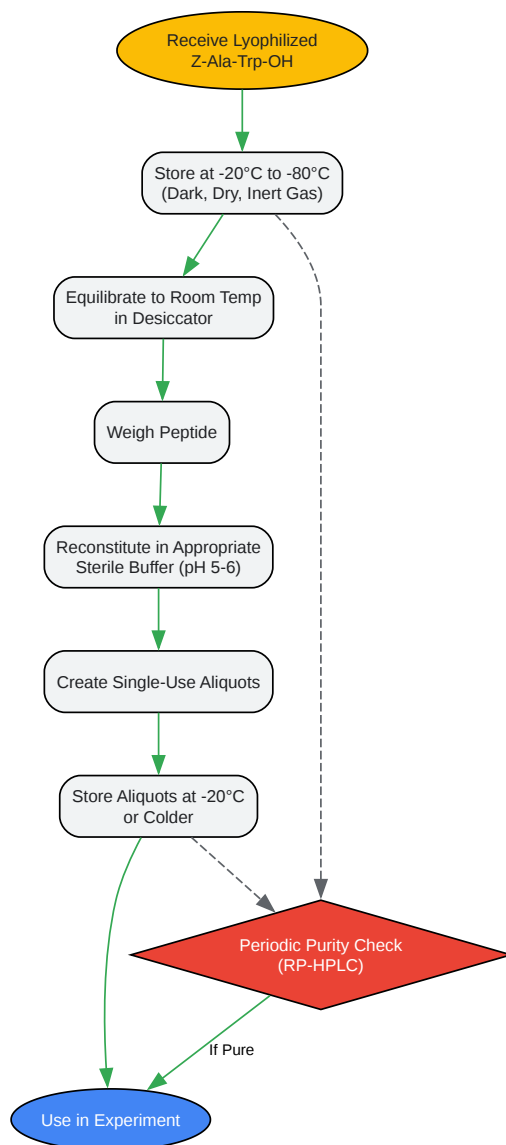 Receive Lyophilized
Z-Ala-Trp-OH
Store at -20°C to -80°C
(Dark, Dry, Inert Gas)
Equilibrate to Room Temp
in Desiccator
Weigh Peptide
Reconstitute in Appropriate
Sterile Buffer (pH 5-6)
Create Single-Use Aliquots
Store Aliquots at -20°C
or Colder
Periodic Purity Check
(RP-HPLC)
If Pure
Use in Experiment